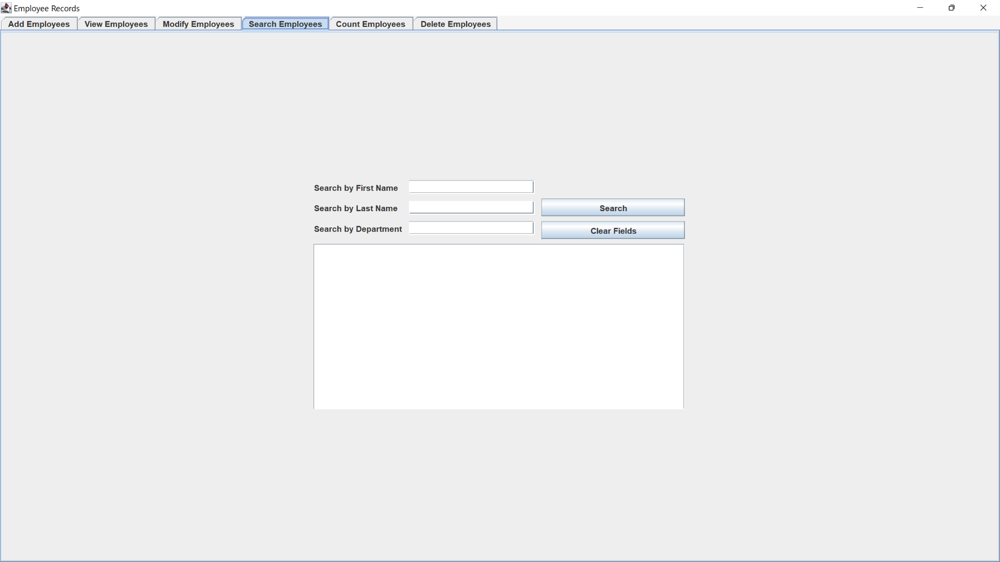 Employee Records
Add Employees View Employees Modify Employees Search Employees Count Employees Delete Employees
Search by First Name
Search by Last Name Search
Search by Department Clear Fields